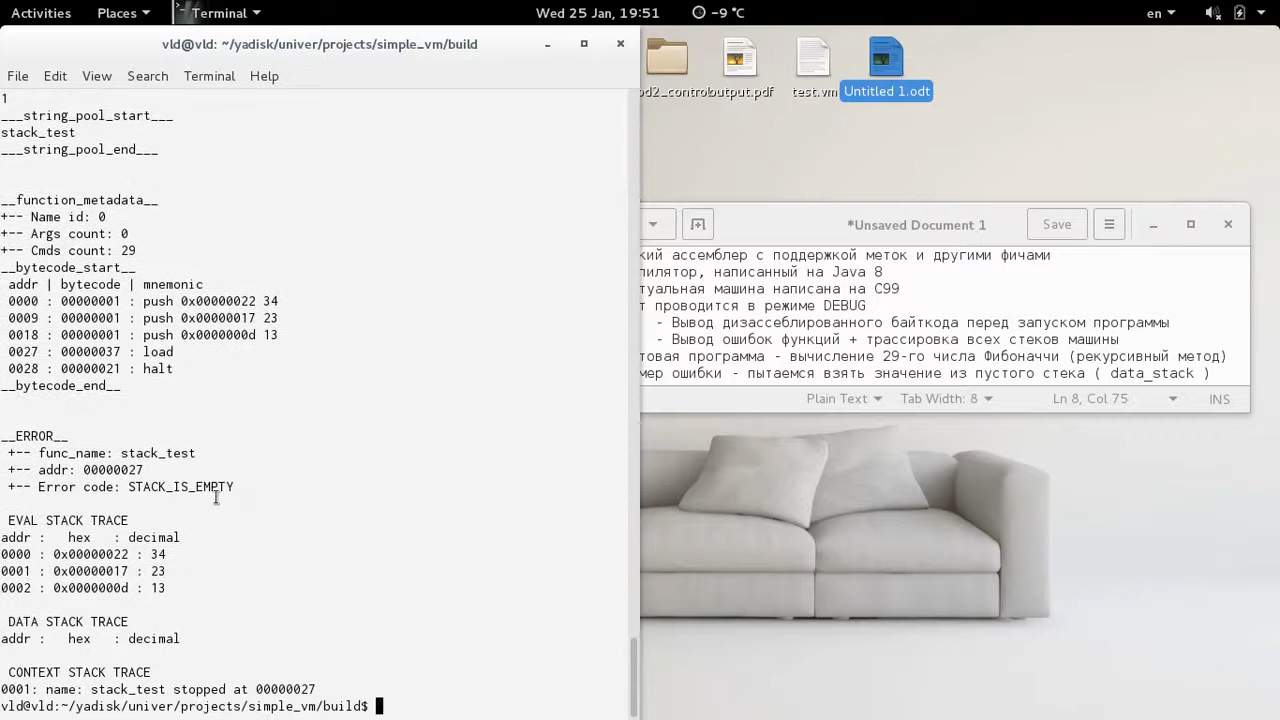 Activities Places Terminal Wed 25 Jan, 19:51 -9 °C en
vld@vld: ~/yadisk/univer/projects/simple_vm/build
File Edit View Search Terminal Help
1
___string_pool_start___
stack_test
___string_pool_end___
__function_metadata__
+-- Name id: 0
+-- Args count: 0
+-- Cmds count: 29
__bytecode_start__
addr | bytecode | mnemonic
0000 : 00000001 : push 0x00000022 34
0009 : 00000001 : push 0x00000017 23
0018 : 00000001 : push 0x0000000d 13
0027 : 00000037 : load
0028 : 00000021 : halt
__bytecode_end__
__ERROR__
+-- func_name: stack_test
+-- addr: 00000027
+-- Error code: STACK_IS_EMPTY
EVAL STACK TRACE
addr : hex : decimal
0000 : 0x00000022 : 34
0001 : 0x00000017 : 23
0002 : 0x0000000d : 13
DATA STACK TRACE
addr : hex : decimal
CONTEXT STACK TRACE
0001: name: stack_test stopped at 00000027
vld@vld:~/yadisk/univer/projects/simple_vm/build$
od2_control output.pdf test.vm Untitled 1.odt
*Unsaved Document 1 Save
кий ассемблер с поддержкой меток и другими фичами
пилятор, написанный на Java 8
туальная машина написана на C99
т проводится в режиме DEBUG
- Вывод дизассеблированного байткода перед запуском программы
- Вывод ошибок функций + трассировка всех стеков машины
товая программа - вычисление 29-го числа Фибоначчи (рекурсивный метод)
мер ошибки - пытаемся взять значение из пустого стека ( data_stack )
Plain Text Tab Width: 8 Ln 8, Col 75 INS